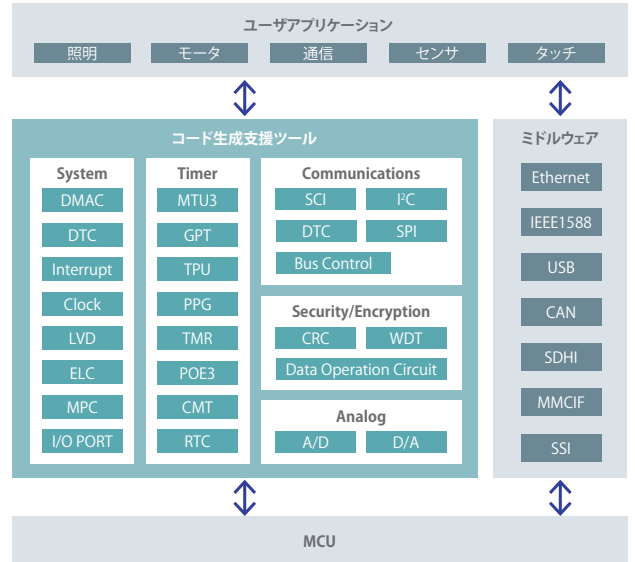 ユーザアプリケーション
照明
モータ
通信
センサ
タッチ
コード生成支援ツール
System
DMAC
DTC
Interrupt
Clock
LVD
ELC
MPC
I/O PORT
Timer
MTU3
GPT
TPU
PPG
TMR
POE3
CMT
RTC
Communications
SCI
I²C
DTC
SPI
Bus Control
Security/Encryption
CRC
WDT
Data Operation Circuit
Analog
A/D
D/A
ミドルウェア
Ethernet
IEEE1588
USB
CAN
SDHI
MMCIF
SSI
MCU